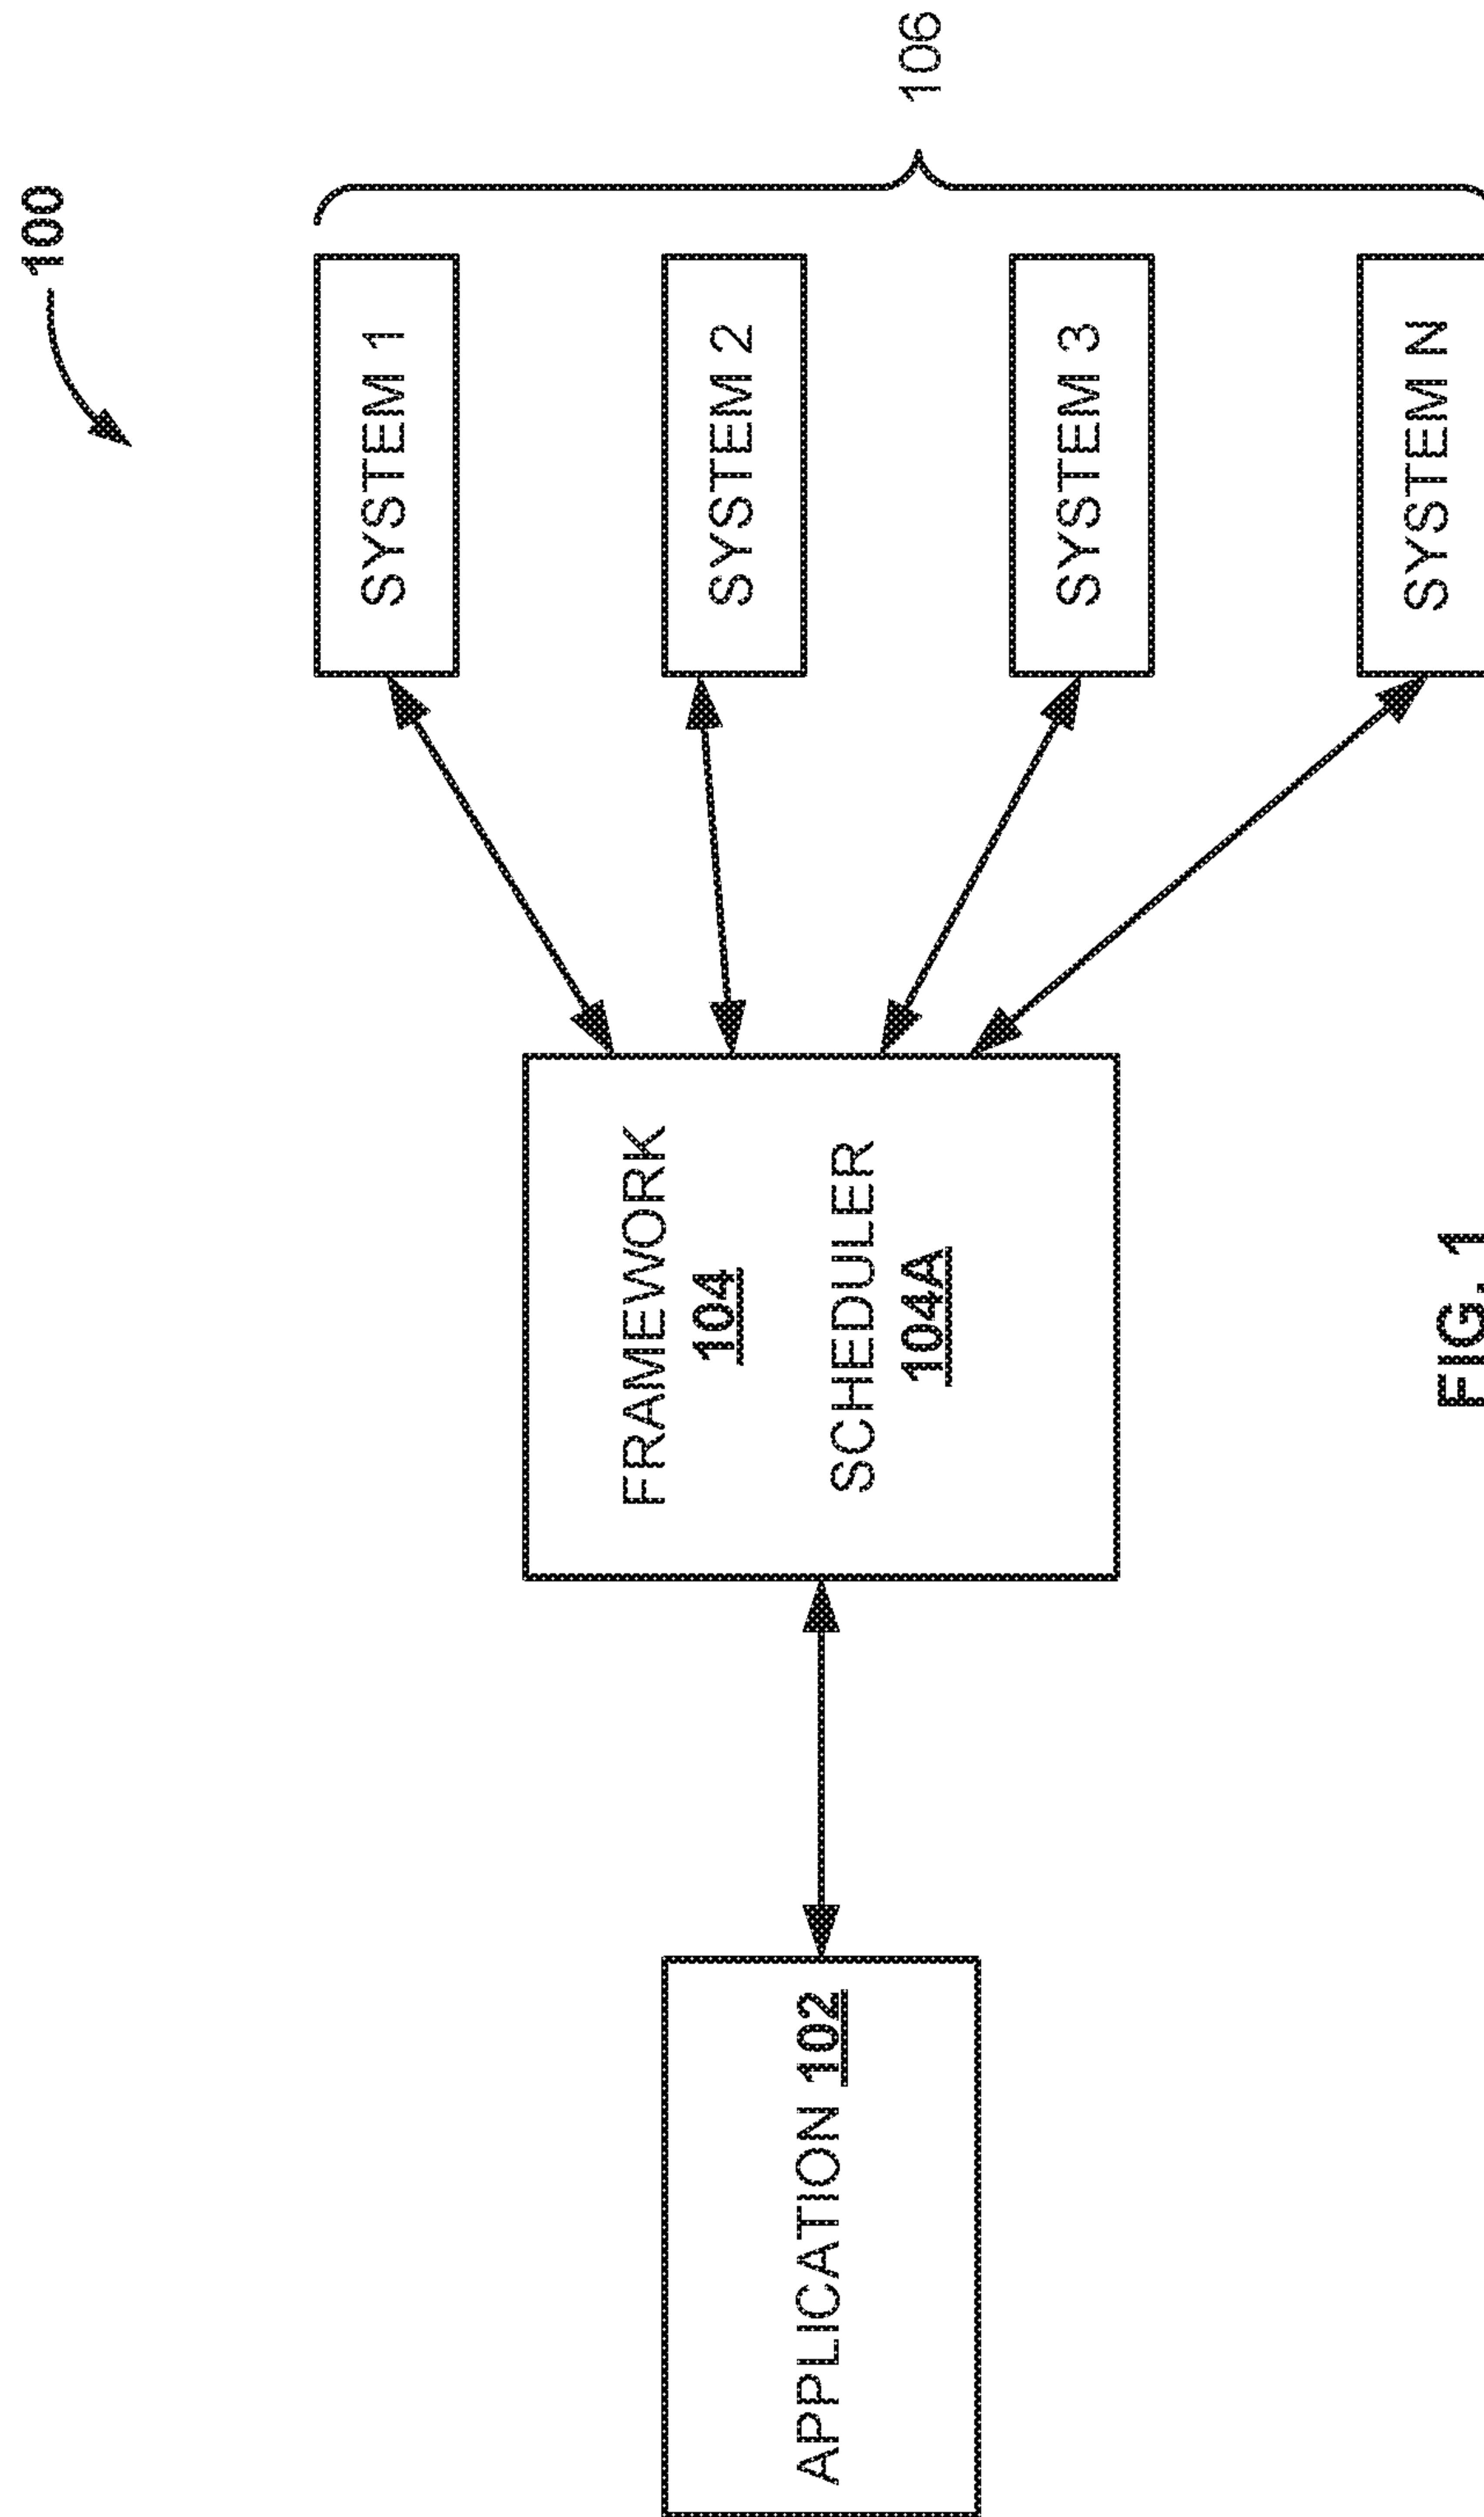 100
SYSTEM 1
FRAMEWORK
104
SYSTEM 2
APPLICATION 102
SCHEDULER
104A
106
SYSTEM 3
SYSTEM N
FIG. 1